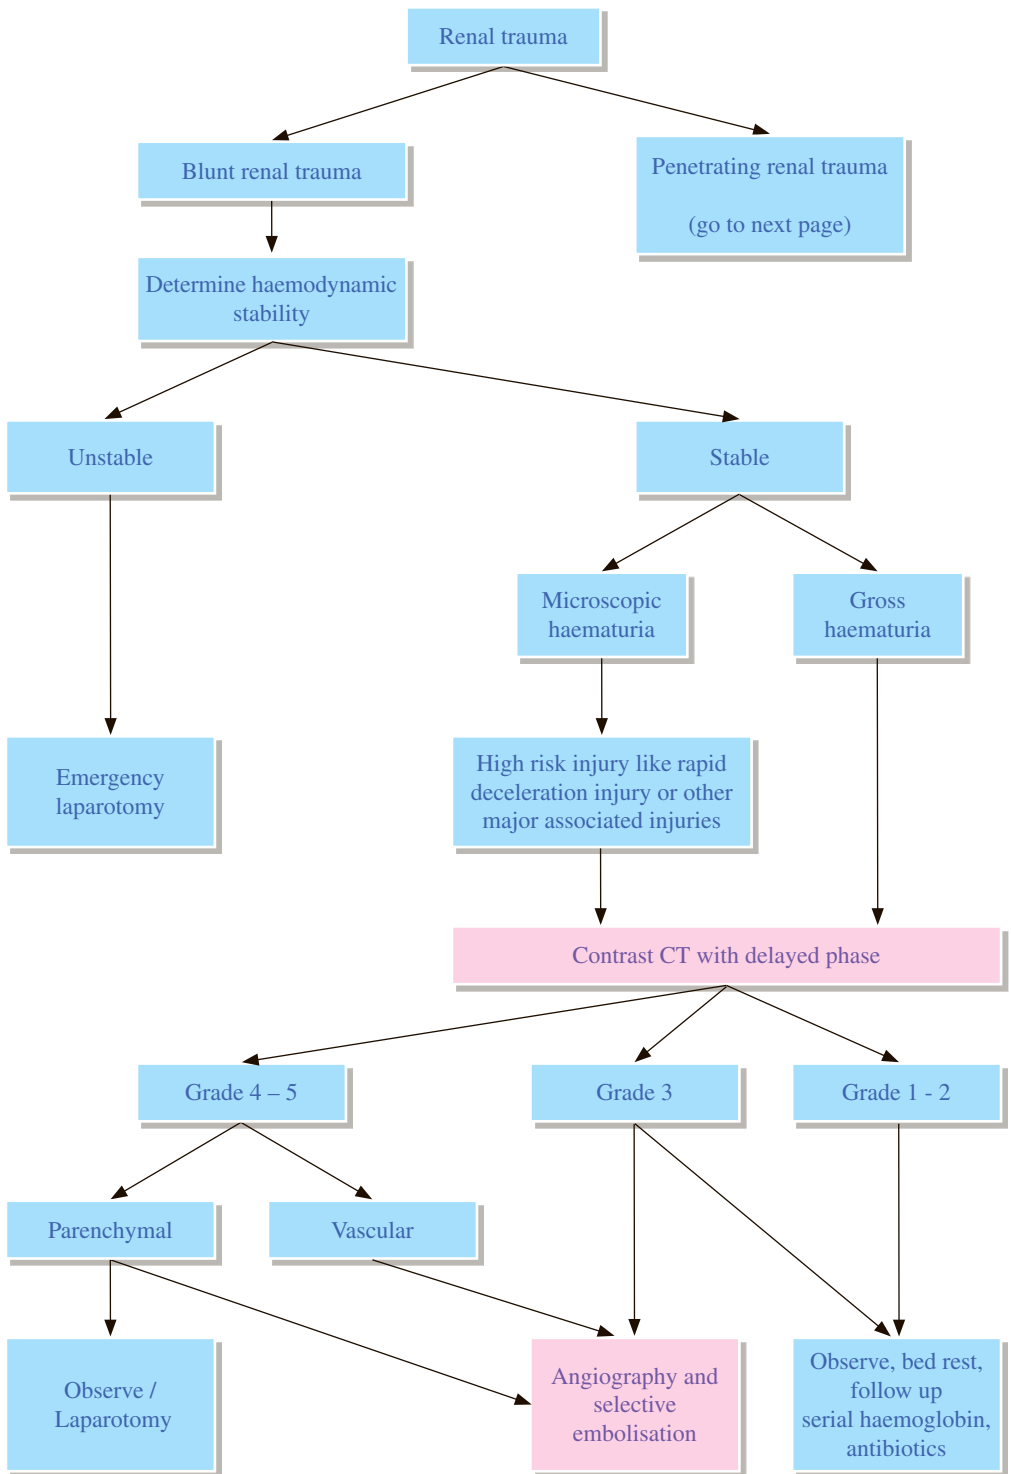 Renal trauma
Blunt renal trauma
Penetrating renal trauma
(go to next page)
Determine haemodynamic
stability
Unstable
Stable
Microscopic
haematuria
Gross
haematuria
Emergency
laparotomy
High risk injury like rapid
deceleration injury or other
major associated injuries
Contrast CT with delayed phase
Grade 4 – 5
Grade 3
Grade 1 - 2
Parenchymal
Vascular
Observe /
Laparotomy
Angiography and
selective
embolisation
Observe, bed rest,
follow up
serial haemoglobin,
antibiotics